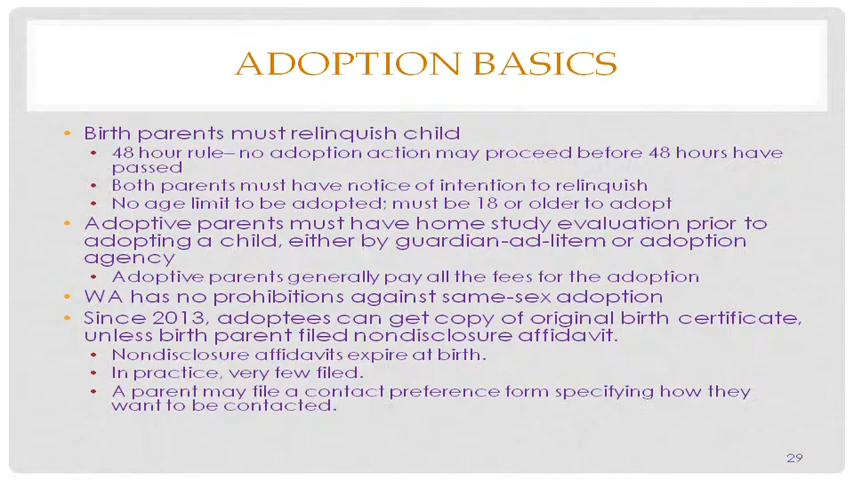 ADOPTION BASICS
• Birth parents must relinquish child
• 48 hour rule– no adoption action may proceed before 48 hours have
passed
• Both parents must have notice of intention to relinquish
• No age limit to be adopted; must be 18 or older to adopt
• Adoptive parents must have home study evaluation prior to
adopting a child, either by guardian-ad-litem or adoption
agency
• Adoptive parents generally pay all the fees for the adoption
• WA has no prohibitions against same-sex adoption
• Since 2013, adoptees can get copy of original birth certificate,
unless birth parent filed nondisclosure affidavit.
• Nondisclosure affidavits expire at birth.
• In practice, very few filed.
• A parent may file a contact preference form specifying how they
want to be contacted.
29